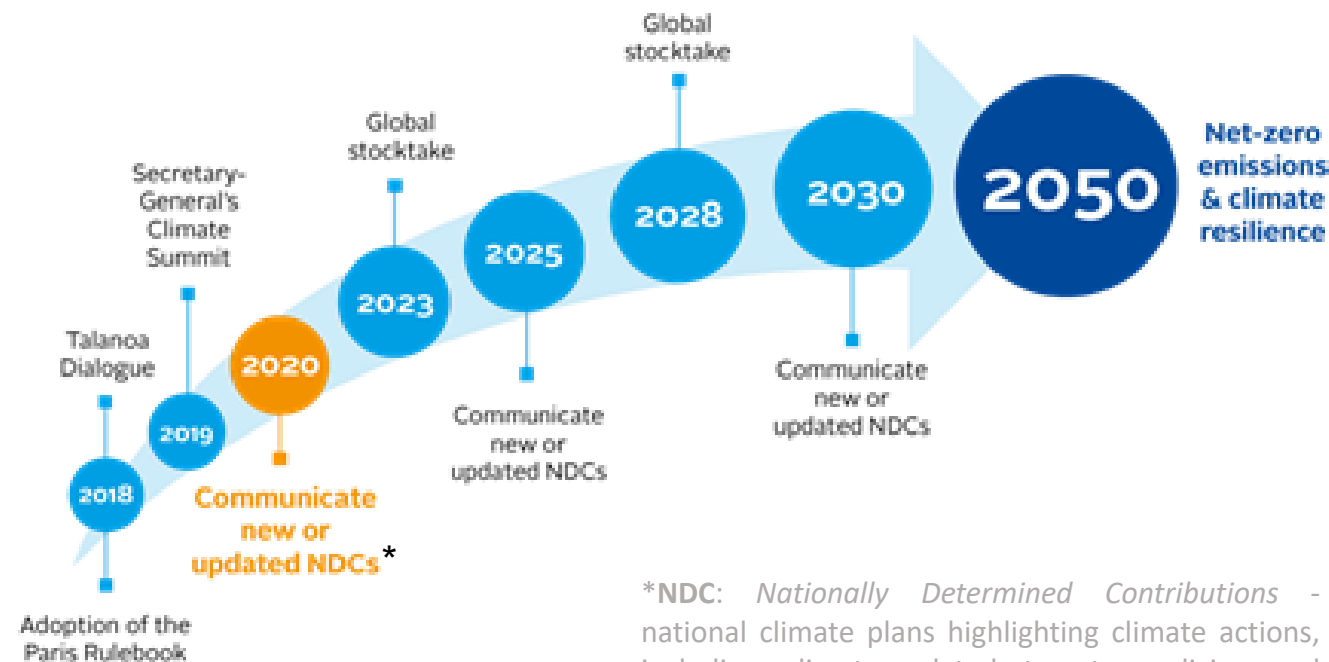 Global
stocktake
Global
stocktake
Secretary-
General's
Climate
Summit
Talanoa
Dialogue
2018
2019
2020
2023
2025
2028
2030
2050
Net-zero
emissions
& climate
resilience
Communicate
new or
updated NDCs
Communicate
new or
updated NDCs
Communicate
new or
updated NDCs*
Adoption of the
Paris Rulebook
*NDC: Nationally Determined Contributions -
national climate plans highlighting climate actions,